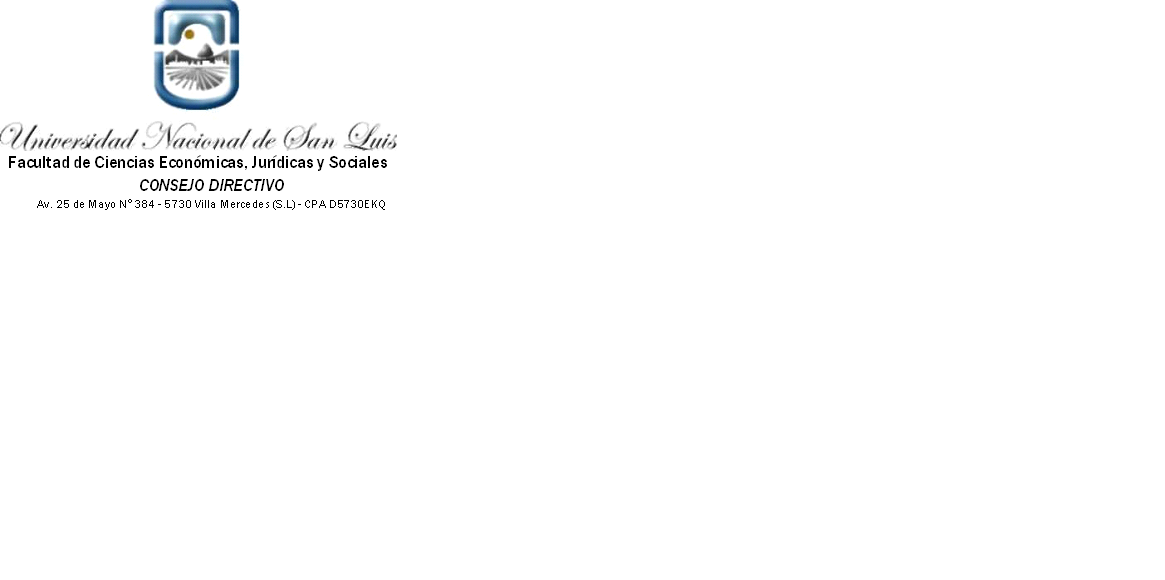 Universidad Nacional de San Luis
Facultad de Ciencias Económicas, Jurídicas y Sociales
CONSEJO DIRECTIVO
Av. 25 de Mayo Nº 384 - 5730 Villa Mercedes (S.L) - CPA D5730EKQ